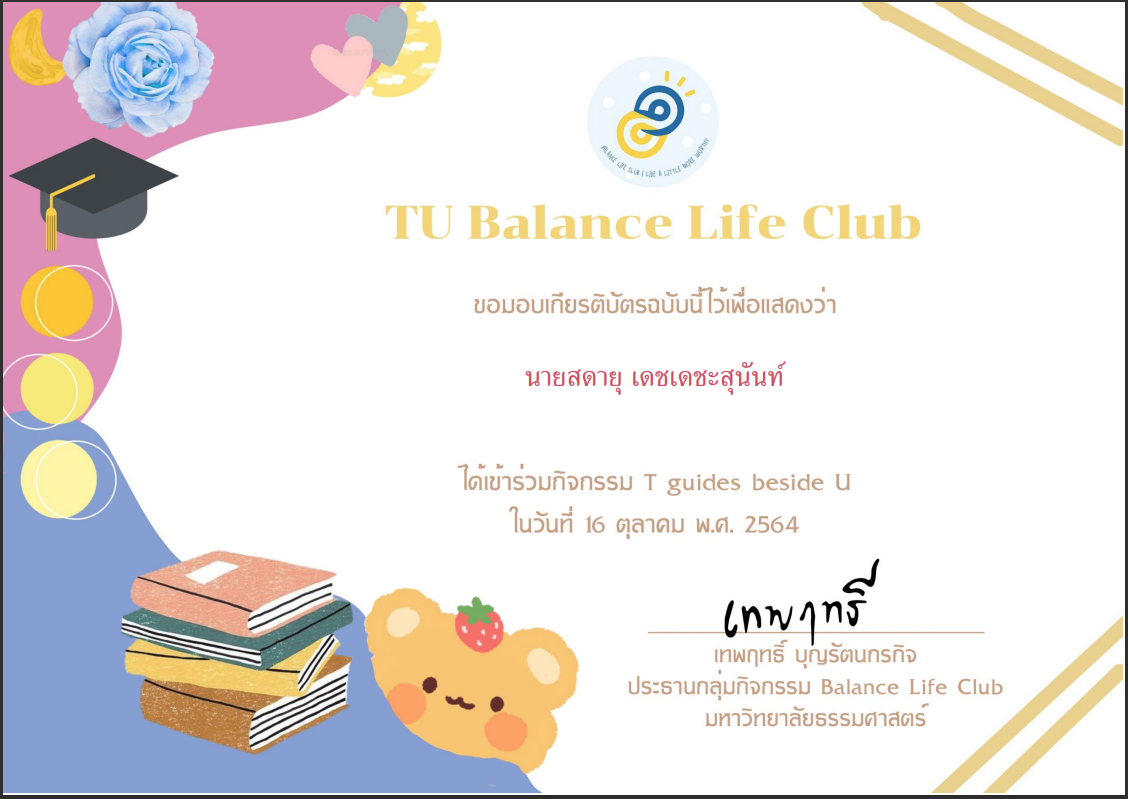 BALANCE LIFE CLUB | LIVE A LITTLE MORE WORTHY
TU Balance Life Club
ขอมอบเกียรติบัตรฉบับนี้ไว้เพื่อแสดงว่า
นายสดายุ เดชเดชะสุนันท์
ได้เข้าร่วมกิจกรรม T guides beside U
ในวันที่ 16 ตุลาคม พ.ศ. 2564
เทพฤทธิ์
เทพฤทธิ์ บุญรัตนกรกิจ
ประธานกลุ่มกิจกรรม Balance Life Club
มหาวิทยาลัยธรรมศาสตร์